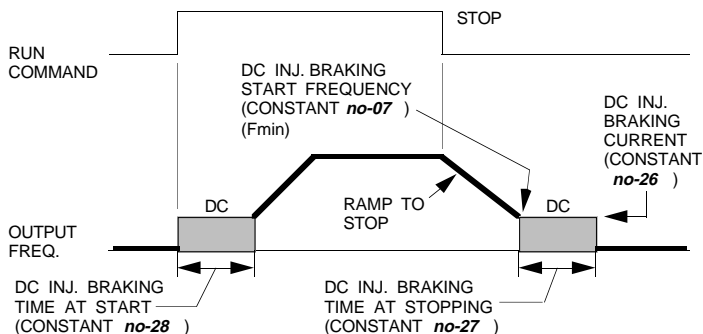 STOP
RUN
COMMAND
DC INJ. BRAKING
START FREQUENCY
(CONSTANT no-07 )
(Fmin)
DC INJ.
BRAKING
CURRENT
(CONSTANT
no-26 )
DC
RAMP TO
STOP
DC
OUTPUT
FREQ.
DC INJ. BRAKING
TIME AT START
(CONSTANT no-28 )
DC INJ. BRAKING
TIME AT STOPPING
(CONSTANT no-27 )